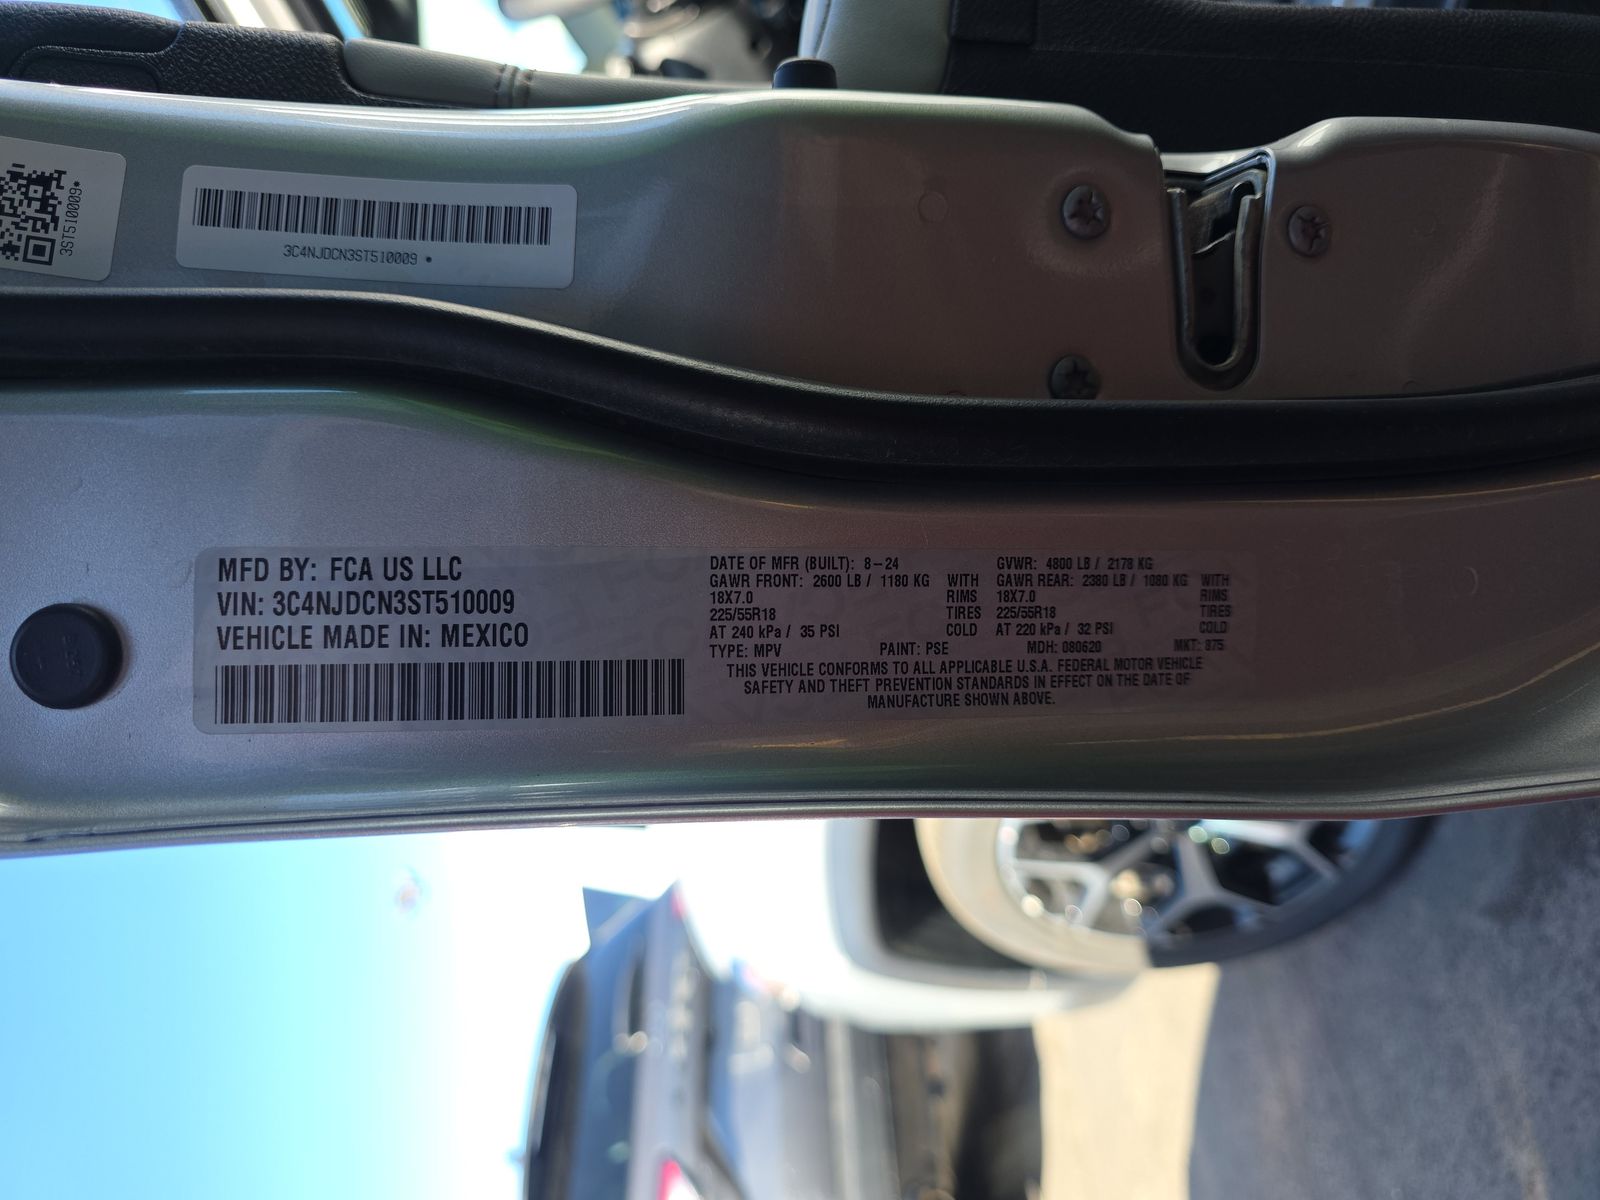 3ST510009*
3C4NJDCN3ST510009 *
MFD BY: FCA US LLC
VIN: 3C4NJDCN3ST510009
VEHICLE MADE IN: MEXICO
DATE OF MFR (BUILT): 8-24 GVWR: 4800 LB / 2178 KG
GAWR FRONT: 2600 LB / 1180 KG WITH GAWR REAR: 2380 LB / 1080 KG WITH
18X7.0 RIMS 18X7.0 RIMS
225/55R18 TIRES 225/55R18 TIRES
AT 240 kPa / 35 PSI COLD AT 220 kPa / 32 PSI COLD
TYPE: MPV PAINT: PSE MDH: 080620 MKT: 875
THIS VEHICLE CONFORMS TO ALL APPLICABLE U.S.A. FEDERAL MOTOR VEHICLE
SAFETY AND THEFT PREVENTION STANDARDS IN EFFECT ON THE DATE OF
MANUFACTURE SHOWN ABOVE.